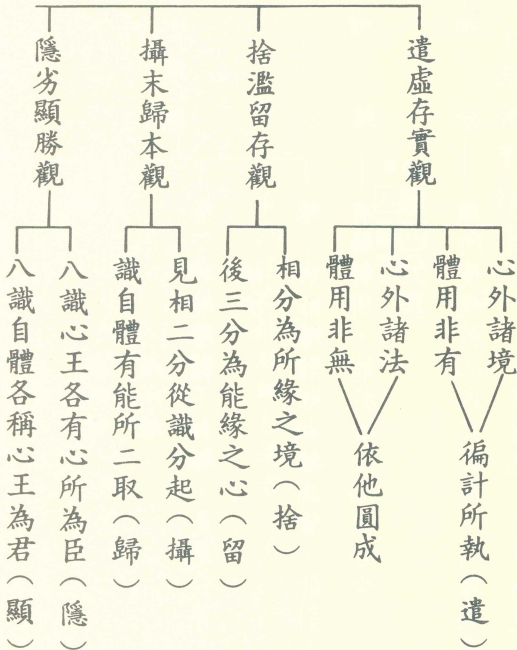 遣虛存實觀
心外諸境
體用非有
徧計所執（遣）
心外諸法
體用非無
依他圓成
捨濫留存觀
相分為所緣之境（捨）
後三分為能緣之心（留）
攝末歸本觀
見相二分從識分起（攝）
識自體有能所二取（歸）
隱劣顯勝觀
八識心王各有心所為臣（隱）
八識自體各稱心王為君（顯）